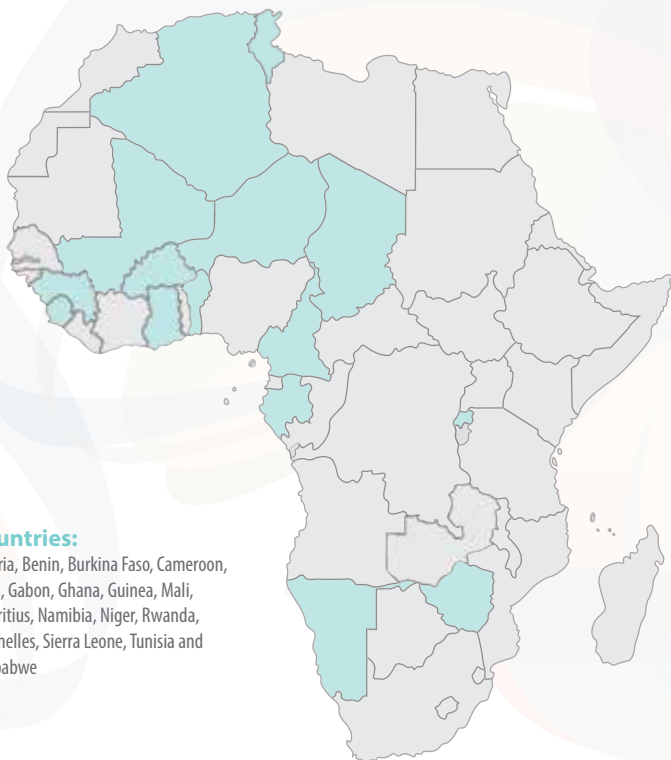 untries:
ria, Benin, Burkina Faso, Cameroon,
, Gabon, Ghana, Guinea, Mali,
ritius, Namibia, Niger, Rwanda,
helles, Sierra Leone, Tunisia and
babwe